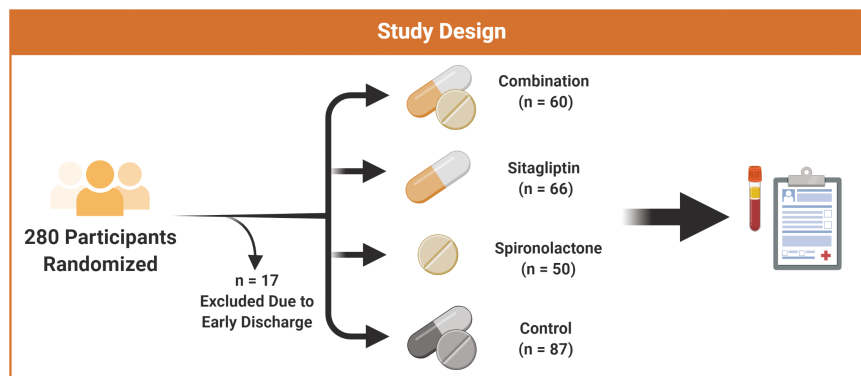 Study Design
280 Participants
Randomized
n = 17
Excluded Due to
Early Discharge
Combination
(n = 60)
Sitagliptin
(n = 66)
Spironolactone
(n = 50)
Control
(n = 87)